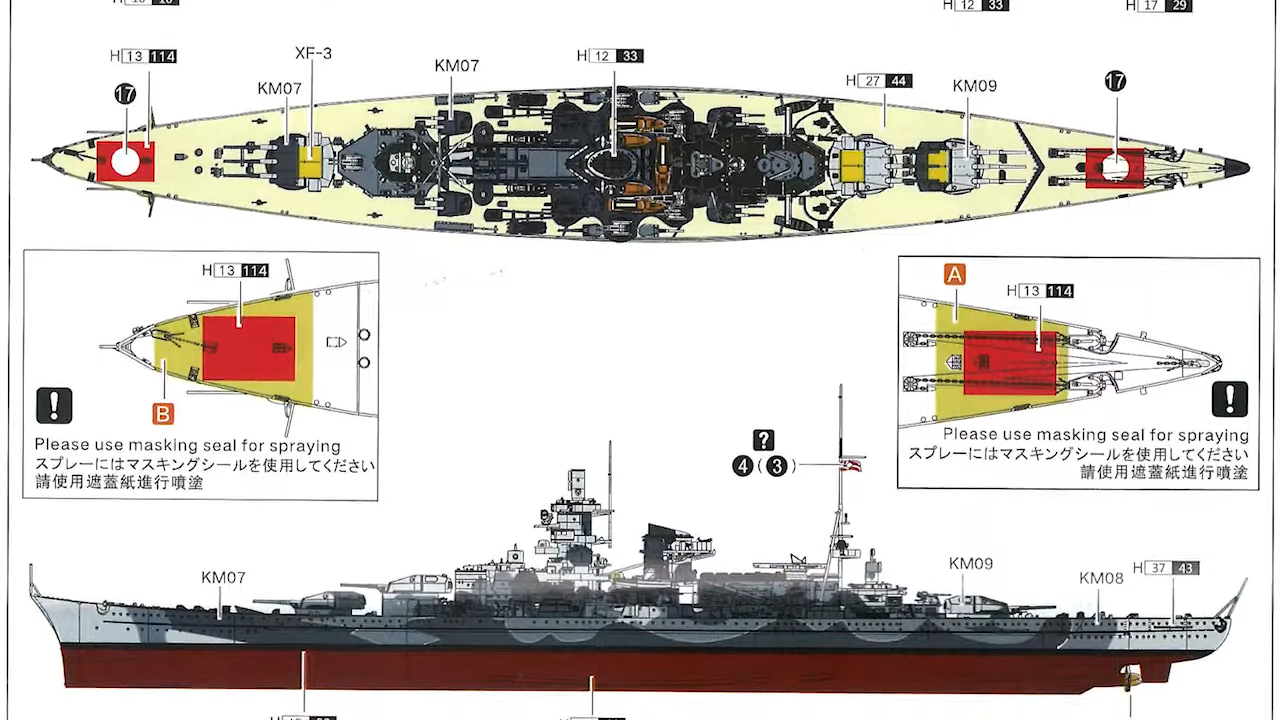 H 12 33
H 17 29
H 13 114
XF-3
KM07
KM07
H 12 33
H 27 44
KM09
17
17
H 13 114
B
!
Please use masking seal for spraying
スプレーにはマスキングシールを使用してください
請使用遮蓋紙進行噴塗
A
H 13 114
!
Please use masking seal for spraying
スプレーにはマスキングシールを使用してください
請使用遮蓋紙進行噴塗
?
4 ( 3 )
KM07
KM09
KM08
H 37 43